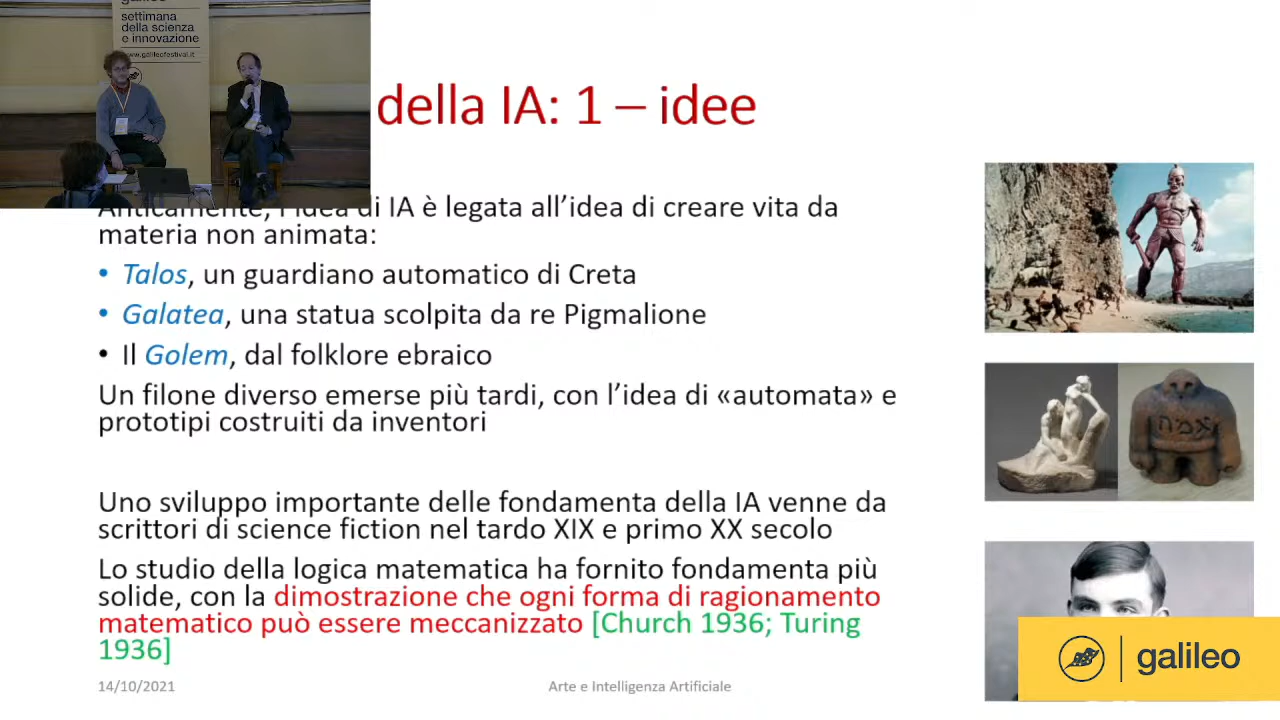 galileo
settimana
della scienza
e innovazione
www.galileofestival.it
della IA: 1 – idee
Anticamente, l'idea di IA è legata all'idea di creare vita da
materia non animata:
• Talos, un guardiano automatico di Creta
• Galatea, una statua scolpita da re Pigmalione
• Il Golem, dal folklore ebraico
Un filone diverso emerse più tardi, con l'idea di «automata» e
prototipi costruiti da inventori
Uno sviluppo importante delle fondamenta della IA venne da
scrittori di science fiction nel tardo XIX e primo XX secolo
Lo studio della logica matematica ha fornito fondamenta più
solide, con la dimostrazione che ogni forma di ragionamento
matematico può essere meccanizzato [Church 1936; Turing
1936]
אמת
14/10/2021
Arte e Intelligenza Artificiale
galileo